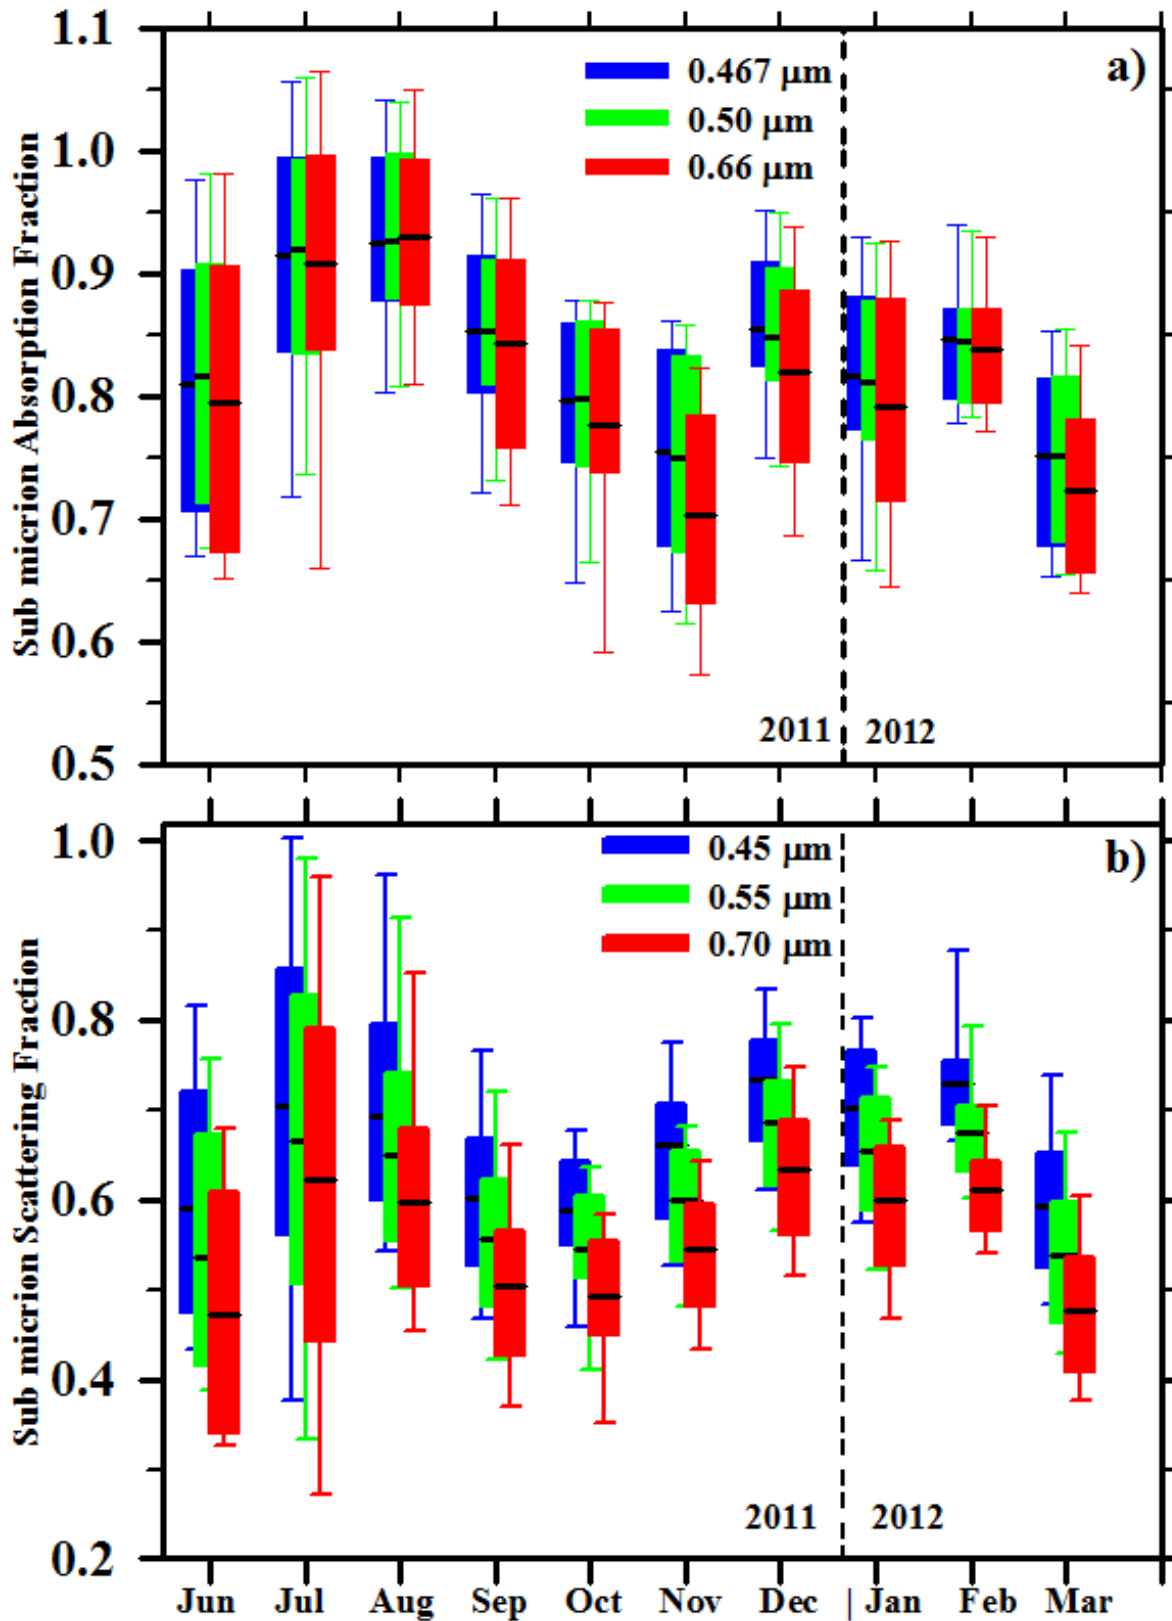 1.1
1.0
0.9
0.8
0.7
0.6
0.5
Sub micrion Absorption Fraction
a)
0.467 µm
0.50 µm
0.66 µm
2011
2012
1.0
0.8
0.6
0.4
0.2
Sub micrion Scattering Fraction
b)
0.45 µm
0.55 µm
0.70 µm
2011
2012
Jun Jul Aug Sep Oct Nov Dec | Jan Feb Mar